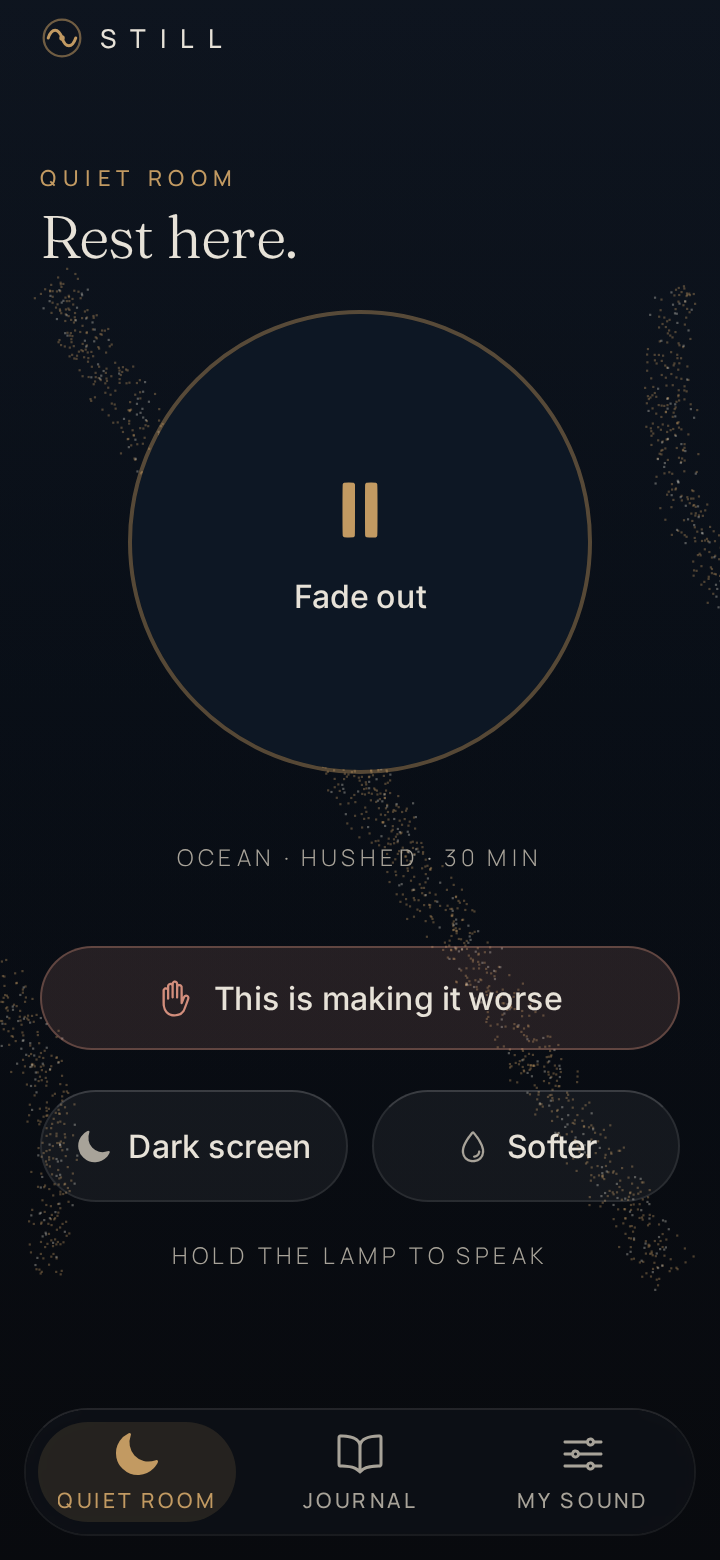 STILL
QUIET ROOM
Rest here.
Fade out
OCEAN · HUSHED · 30 MIN
This is making it worse
Dark screen
Softer
HOLD THE LAMP TO SPEAK
QUIET ROOM
JOURNAL
MY SOUND